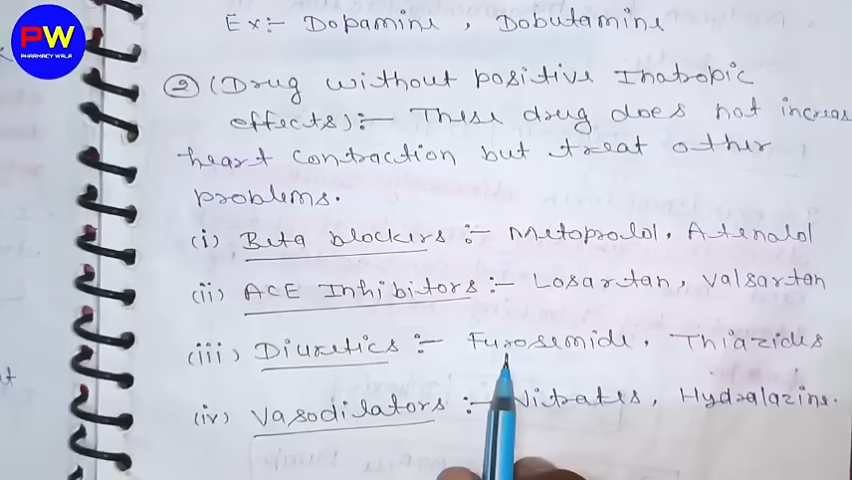 PW
PHARMACY WALA
Ex:- Dopamine, Dobutamine
② (Drug without positive Inotropic
effects):- These drug does not increas
heart contraction but treat other
problems.
(i) Beta blockers :- Metoprolol, Atenolol
(ii) ACE Inhibitors :- Losartan, Valsartan
(iii) Diuretics :- Furosemide, Thiazides
(iv) Vasodilators :- Nitrates, Hydralazine.